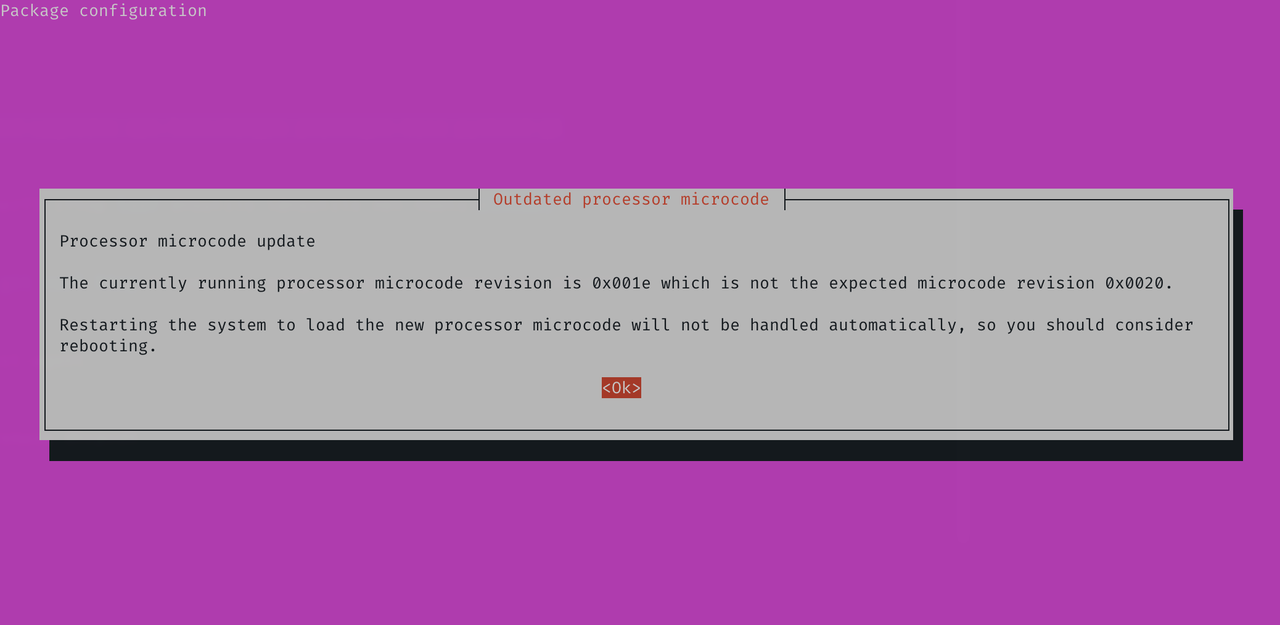 Package configuration
Outdated processor microcode
Processor microcode update
The currently running processor microcode revision is 0x001e which is not the expected microcode revision 0x0020.
Restarting the system to load the new processor microcode will not be handled automatically, so you should consider
rebooting.
<Ok>